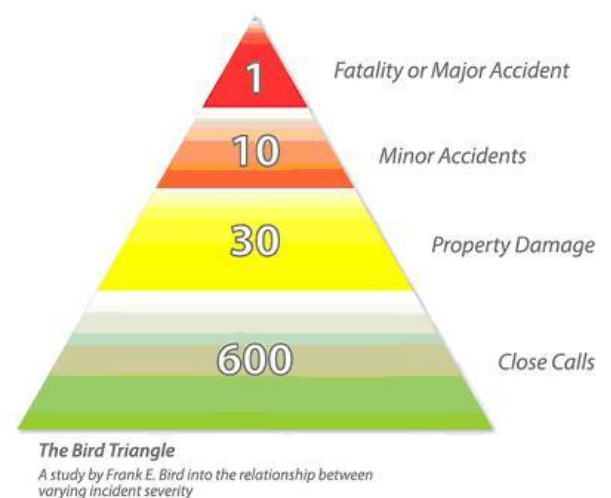 1
Fatality or Major Accident
10
Minor Accidents
30
Property Damage
600
Close Calls
The Bird Triangle
A study by Frank E. Bird into the relationship between
varying incident severity